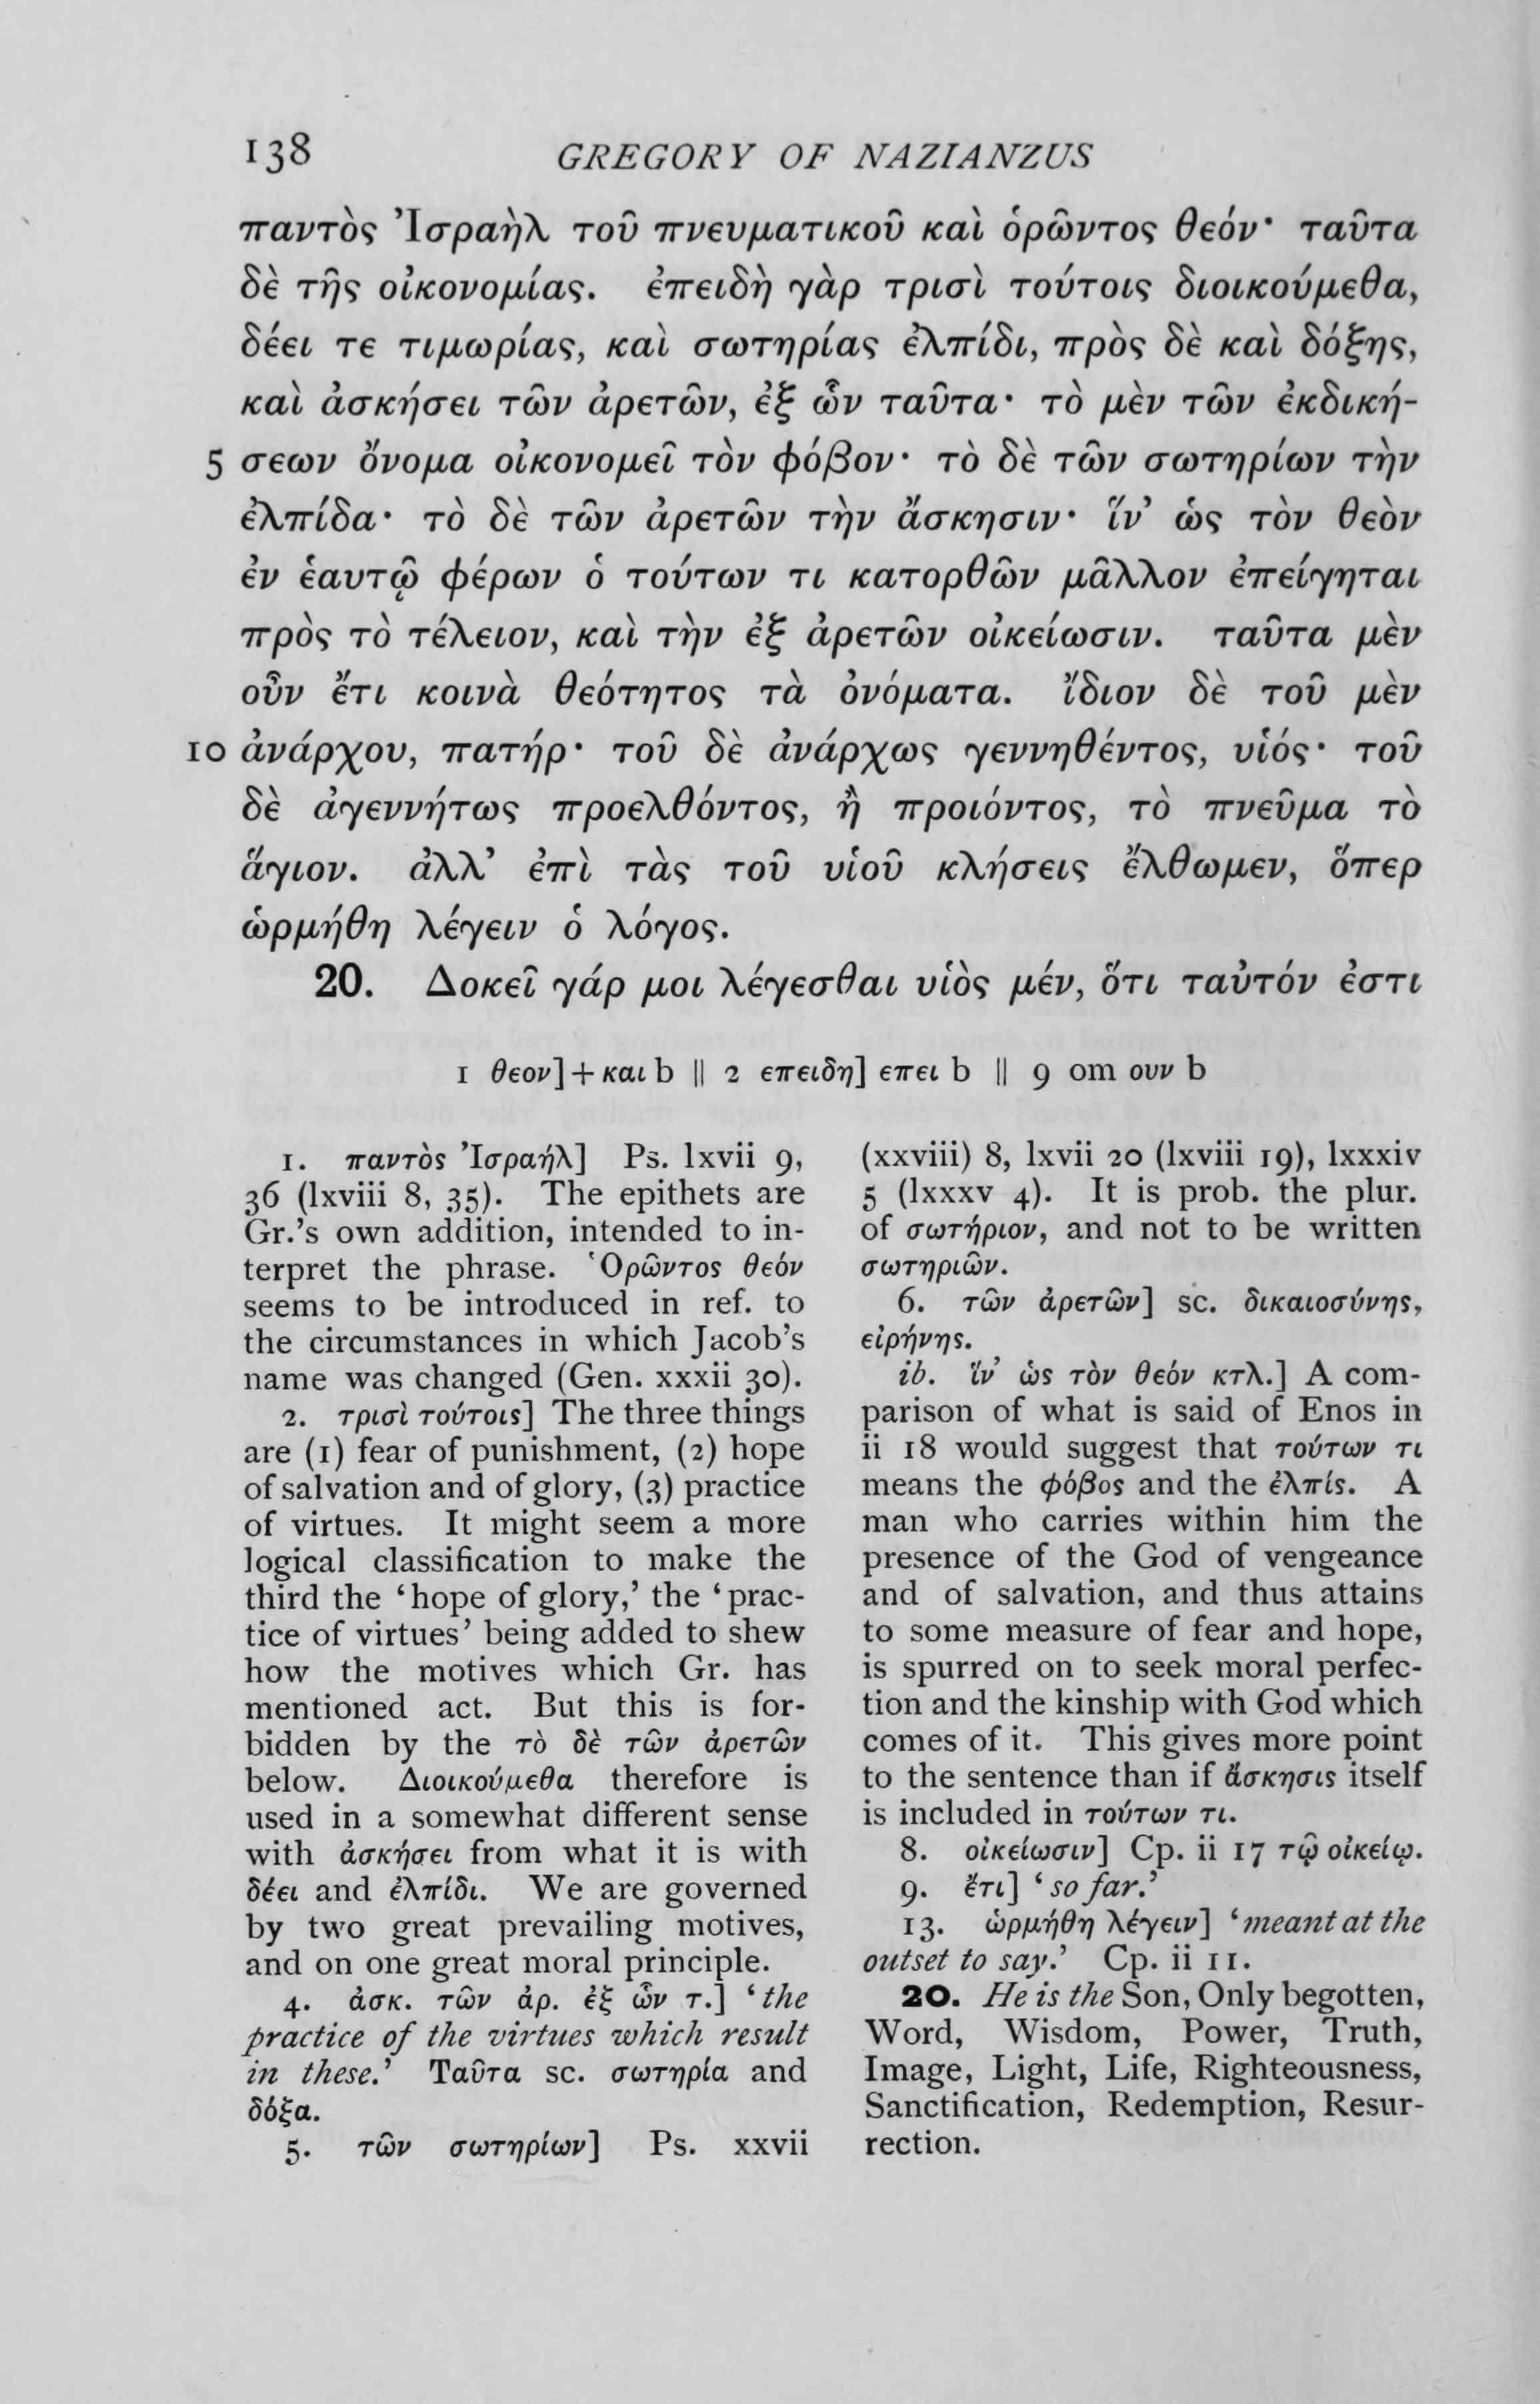 138 GREGORY OF NAZIANZUS
παντὸς Ἰσραὴλ τοῦ πνευματικοῦ καὶ ὁρῶντος θεόν· ταῦτα
δὲ τῆς οἰκονομίας. ἐπειδὴ γὰρ τρισὶ τούτοις διοικούμεθα,
δέει τε τιμωρίας, καὶ σωτηρίας ἐλπίδι, πρὸς δὲ καὶ δόξης,
καὶ ἀσκήσει τῶν ἀρετῶν, ἐξ ὧν ταῦτα· τὸ μὲν τῶν ἐκδική-
5 σεων ὄνομα οἰκονομεῖ τὸν φόβον· τὸ δὲ τῶν σωτηρίων τὴν
ἐλπίδα· τὸ δὲ τῶν ἀρετῶν τὴν ἄσκησιν· ἵν’ ὡς τὸν θεὸν
ἐν ἑαυτῷ φέρων ὁ τούτων τι κατορθῶν μᾶλλον ἐπείγηται
πρὸς τὸ τέλειον, καὶ τὴν ἐξ ἀρετῶν οἰκείωσιν. ταῦτα μὲν
οὖν ἔτι κοινὰ θεότητος τὰ ὀνόματα. ἴδιον δὲ τοῦ μὲν
10 ἀνάρχου, πατήρ· τοῦ δὲ ἀνάρχως γεννηθέντος, υἱός· τοῦ
δὲ ἀγεννήτως προελθόντος, ἢ προιόντος, τὸ πνεῦμα τὸ
ἅγιον. ἀλλ’ ἐπὶ τὰς τοῦ υἱοῦ κλήσεις ἔλθωμεν, ὅπερ
ὡρμήθη λέγειν ὁ λόγος.
20. Δοκεῖ γάρ μοι λέγεσθαι υἱὸς μέν, ὅτι ταὐτόν ἐστι
1 θεον]+και b || 2 επειδη] επει b || 9 om ουν b
1. παντὸς Ἰσραήλ] Ps. lxvii 9,
36 (lxviii 8, 35). The epithets are
Gr.’s own addition, intended to in-
terpret the phrase. Ὁρῶντος θεόν
seems to be introduced in ref. to
the circumstances in which Jacob’s
name was changed (Gen. xxxii 30).
2. τρισὶ τούτοις] The three things
are (1) fear of punishment, (2) hope
of salvation and of glory, (3) practice
of virtues. It might seem a more
logical classification to make the
third the ‘hope of glory,’ the ‘prac-
tice of virtues’ being added to shew
how the motives which Gr. has
mentioned act. But this is for-
bidden by the τὸ δὲ τῶν ἀρετῶν
below. Διοικούμεθα therefore is
used in a somewhat different sense
with ἀσκήσει from what it is with
δέει and ἐλπίδι. We are governed
by two great prevailing motives,
and on one great moral principle.
4. ἀσκ. τῶν ἀρ. ἐξ ὧν τ.] ‘the
practice of the virtues which result
in these.’ Ταῦτα sc. σωτηρία and
δόξα.
5. τῶν σωτηρίων] Ps. xxvii
(xxviii) 8, lxvii 20 (lxviii 19), lxxxiv
5 (lxxxv 4). It is prob. the plur.
of σωτήριον, and not to be written
σωτηριῶν.
6. τῶν ἀρετῶν] sc. δικαιοσύνης,
εἰρήνης.
ib. ἵν’ ὡς τὸν θεόν κτλ.] A com-
parison of what is said of Enos in
ii 18 would suggest that τούτων τι
means the φόβος and the ἐλπίς. A
man who carries within him the
presence of the God of vengeance
and of salvation, and thus attains
to some measure of fear and hope,
is spurred on to seek moral perfec-
tion and the kinship with God which
comes of it. This gives more point
to the sentence than if ἄσκησις itself
is included in τούτων τι.
8. οἰκείωσιν] Cp. ii 17 τῷ οἰκείῳ.
9. ἔτι] ‘so far.’
13. ὡρμήθη λέγειν] ‘meant at the
outset to say.’ Cp. ii 11.
20. He is the Son, Only begotten,
Word, Wisdom, Power, Truth,
Image, Light, Life, Righteousness,
Sanctification, Redemption, Resur-
rection.